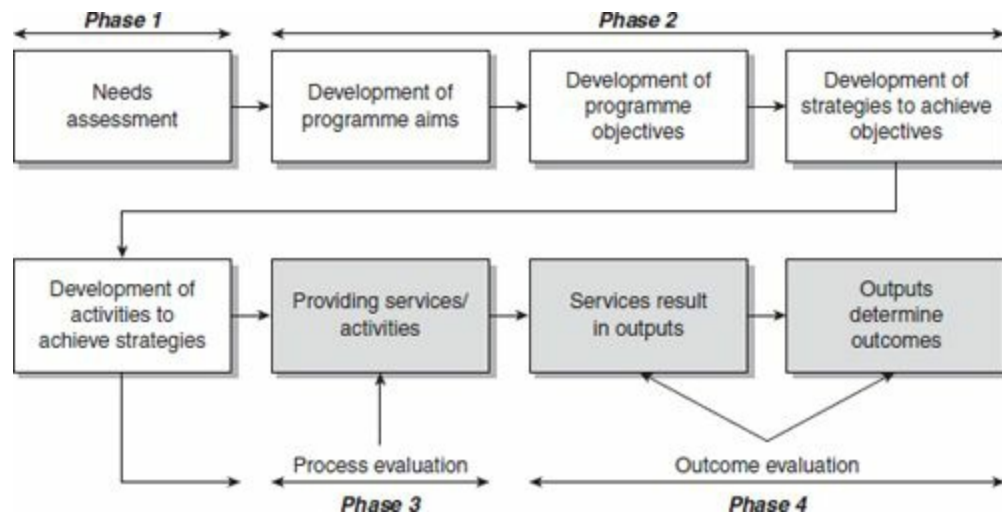 Phase 1
Phase 2
Needs
assessment
Development of
programme aims
Development of
programme
objectives
Development of
strategies to achieve
objectives
Development of
activities to
achieve strategies
Providing services/
activities
Services result
in outputs
Outputs
determine
outcomes
Process evaluation
Outcome evaluation
Phase 3
Phase 4